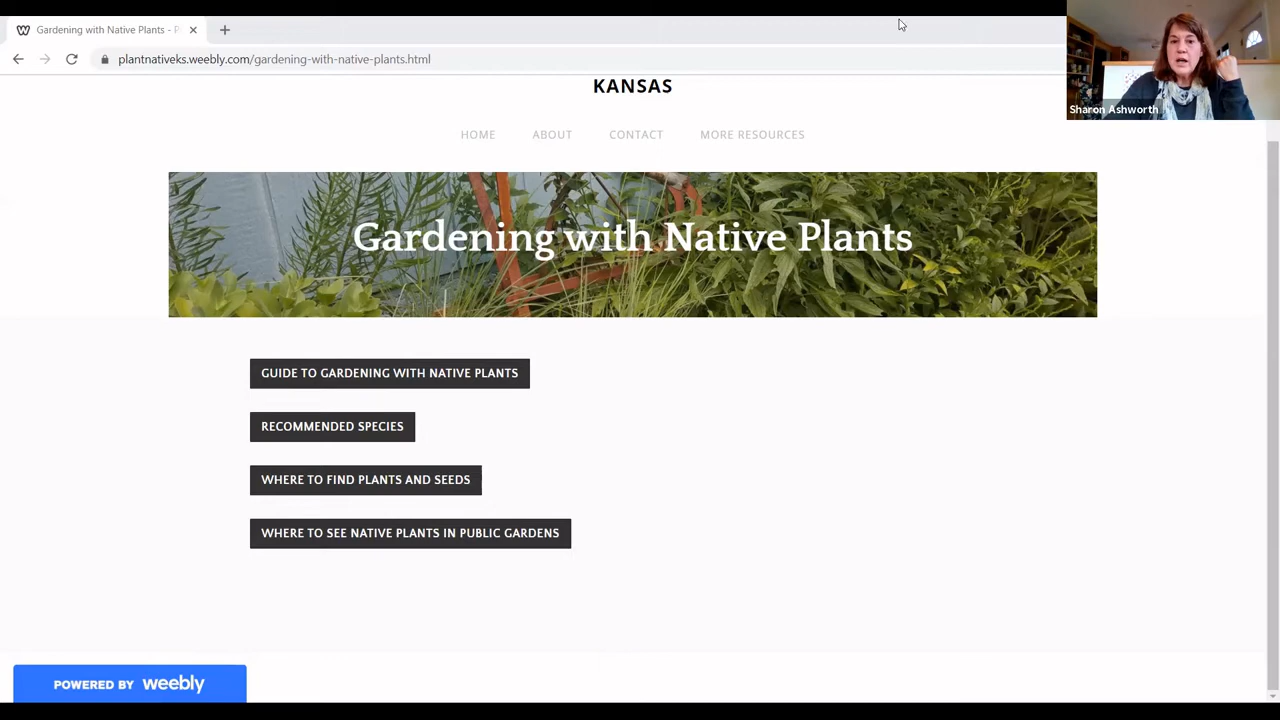 Gardening with Native Plants - P
plantnativeks.weebly.com/gardening-with-native-plants.html
Sharon Ashworth
KANSAS
HOME ABOUT CONTACT MORE RESOURCES
Gardening with Native Plants
GUIDE TO GARDENING WITH NATIVE PLANTS
RECOMMENDED SPECIES
WHERE TO FIND PLANTS AND SEEDS
WHERE TO SEE NATIVE PLANTS IN PUBLIC GARDENS
POWERED BY weebly